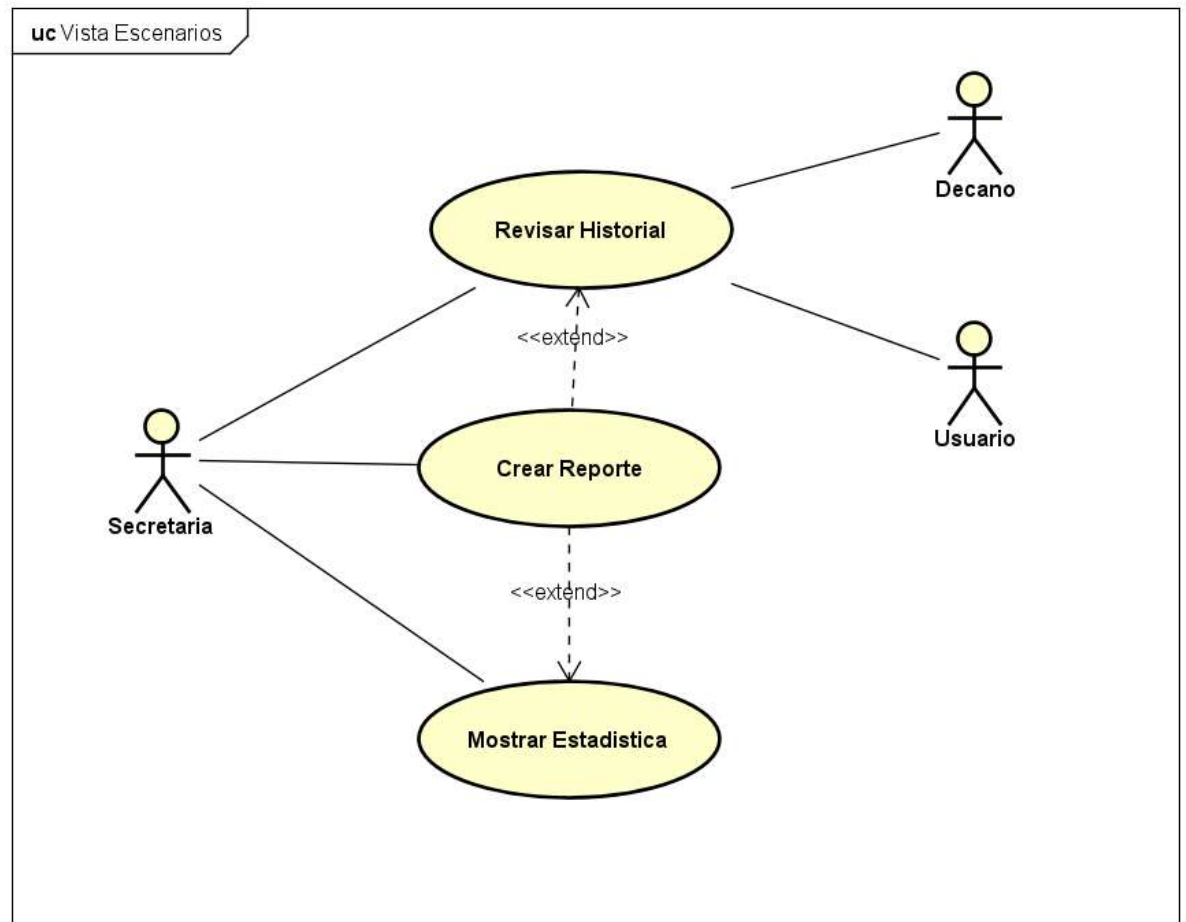 uc Vista Escenarios
Decano
Revisar Historial
<<extend>>
Usuario
Crear Reporte
Secretaria
<<extend>>
Mostrar Estadistica